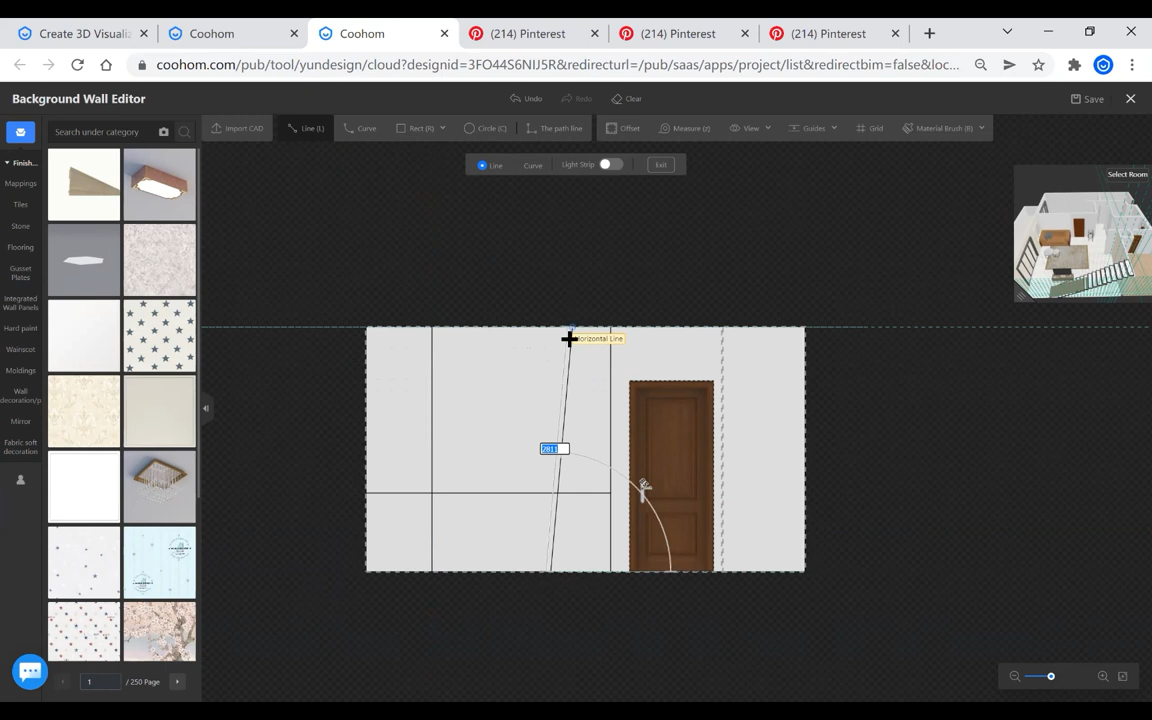 Create 3D Visualiz
Coohom
Coohom
(214) Pinterest
(214) Pinterest
(214) Pinterest
coohom.com/pub/tool/yundesign/cloud?designid=3FO44S6NIJ5R&redirecturl=/pub/saas/apps/project/list&redirectbim=false&loc...
Background Wall Editor
Undo
Redo
Clear
Save
Search under category
Import CAD
Line (L)
Curve
Rect (R)
Circle (C)
The path line
Offset
Measure (z)
View
Guides
Grid
Material Brush (B)
Line
Curve
Light Strip
Exit
Select Room
Finish...
Mappings
Tiles
Stone
Flooring
Gusset
Plates
Integrated
Wall Panels
Hard paint
Wainscot
Moldings
Wall
decoration/p
Mirror
Fabric soft
decoration
Horizontal Line
2811
1
/ 250 Page